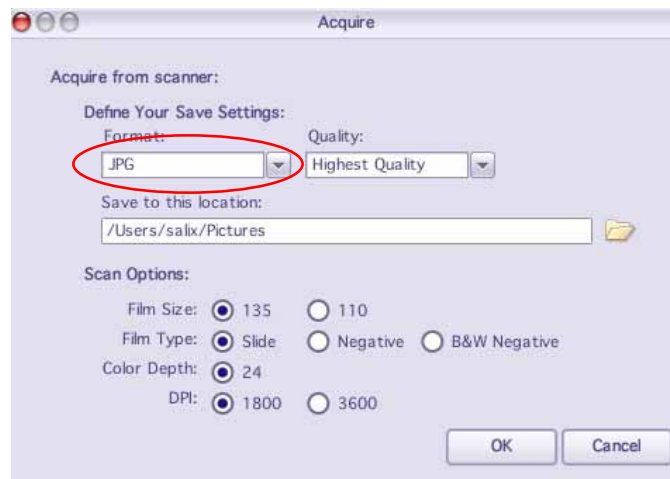 Acquire
Acquire from scanner:
Define Your Save Settings:
Format: Quality:
JPG Highest Quality
Save to this location:
/Users/salix/Pictures
Scan Options:
Film Size: 135 110
Film Type: Slide Negative B&W Negative
Color Depth: 24
DPI: 1800 3600
OK Cancel